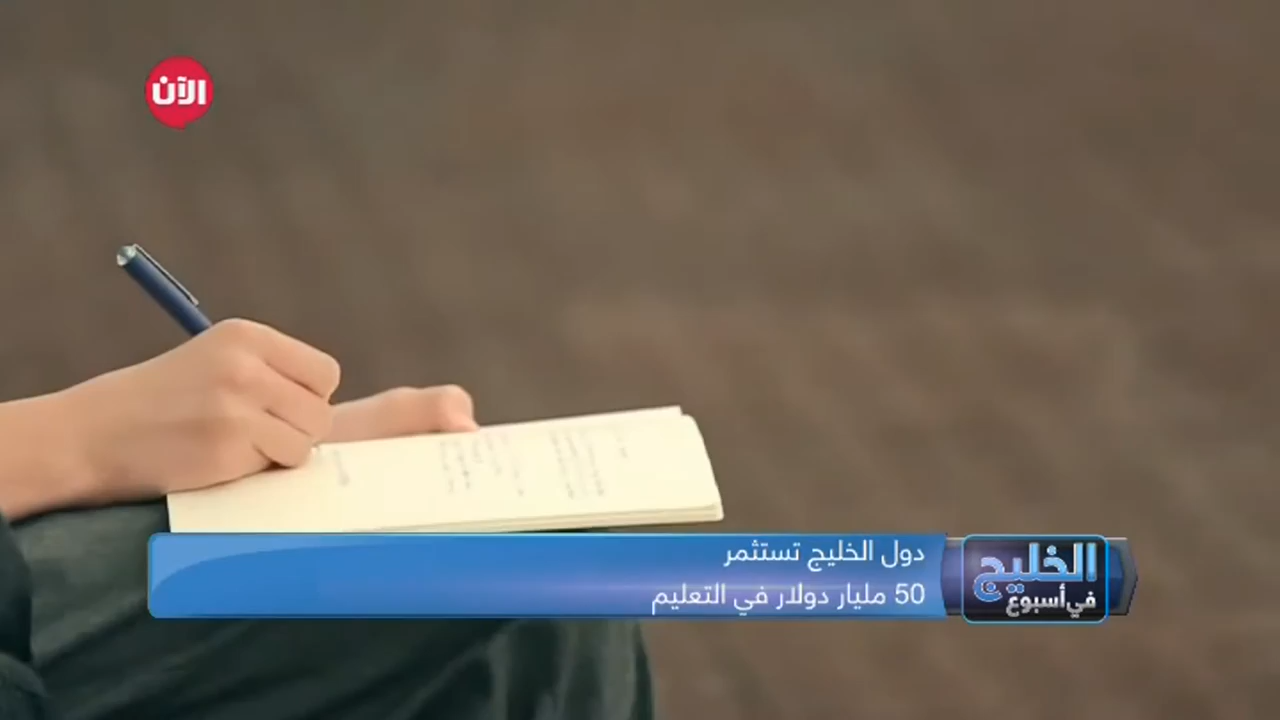 الآن
دول الخليج تستثمر
50 مليار دولار في التعليم
الخليج
في أسبوع